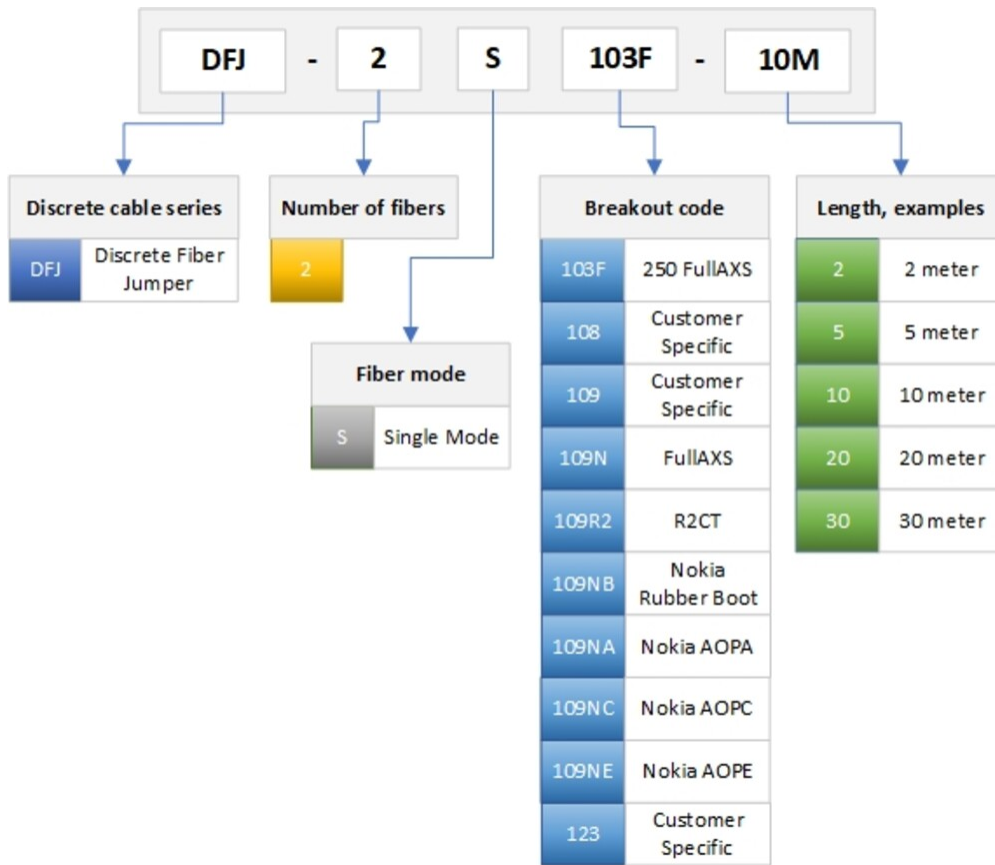 DFJ - 2 S 103F - 10M
Discrete cable series
DFJ Discrete Fiber
Jumper
Number of fibers
2
Fiber mode
S Single Mode
Breakout code
103F 250 FullAXS
108 Customer
Specific
109 Customer
Specific
109N FullAXS
109R2 R2CT
109NB Nokia
Rubber Boot
109NA Nokia AOPA
109NC Nokia AOPC
109NE Nokia AOPE
123 Customer
Specific
Length, examples
2 2 meter
5 5 meter
10 10 meter
20 20 meter
30 30 meter